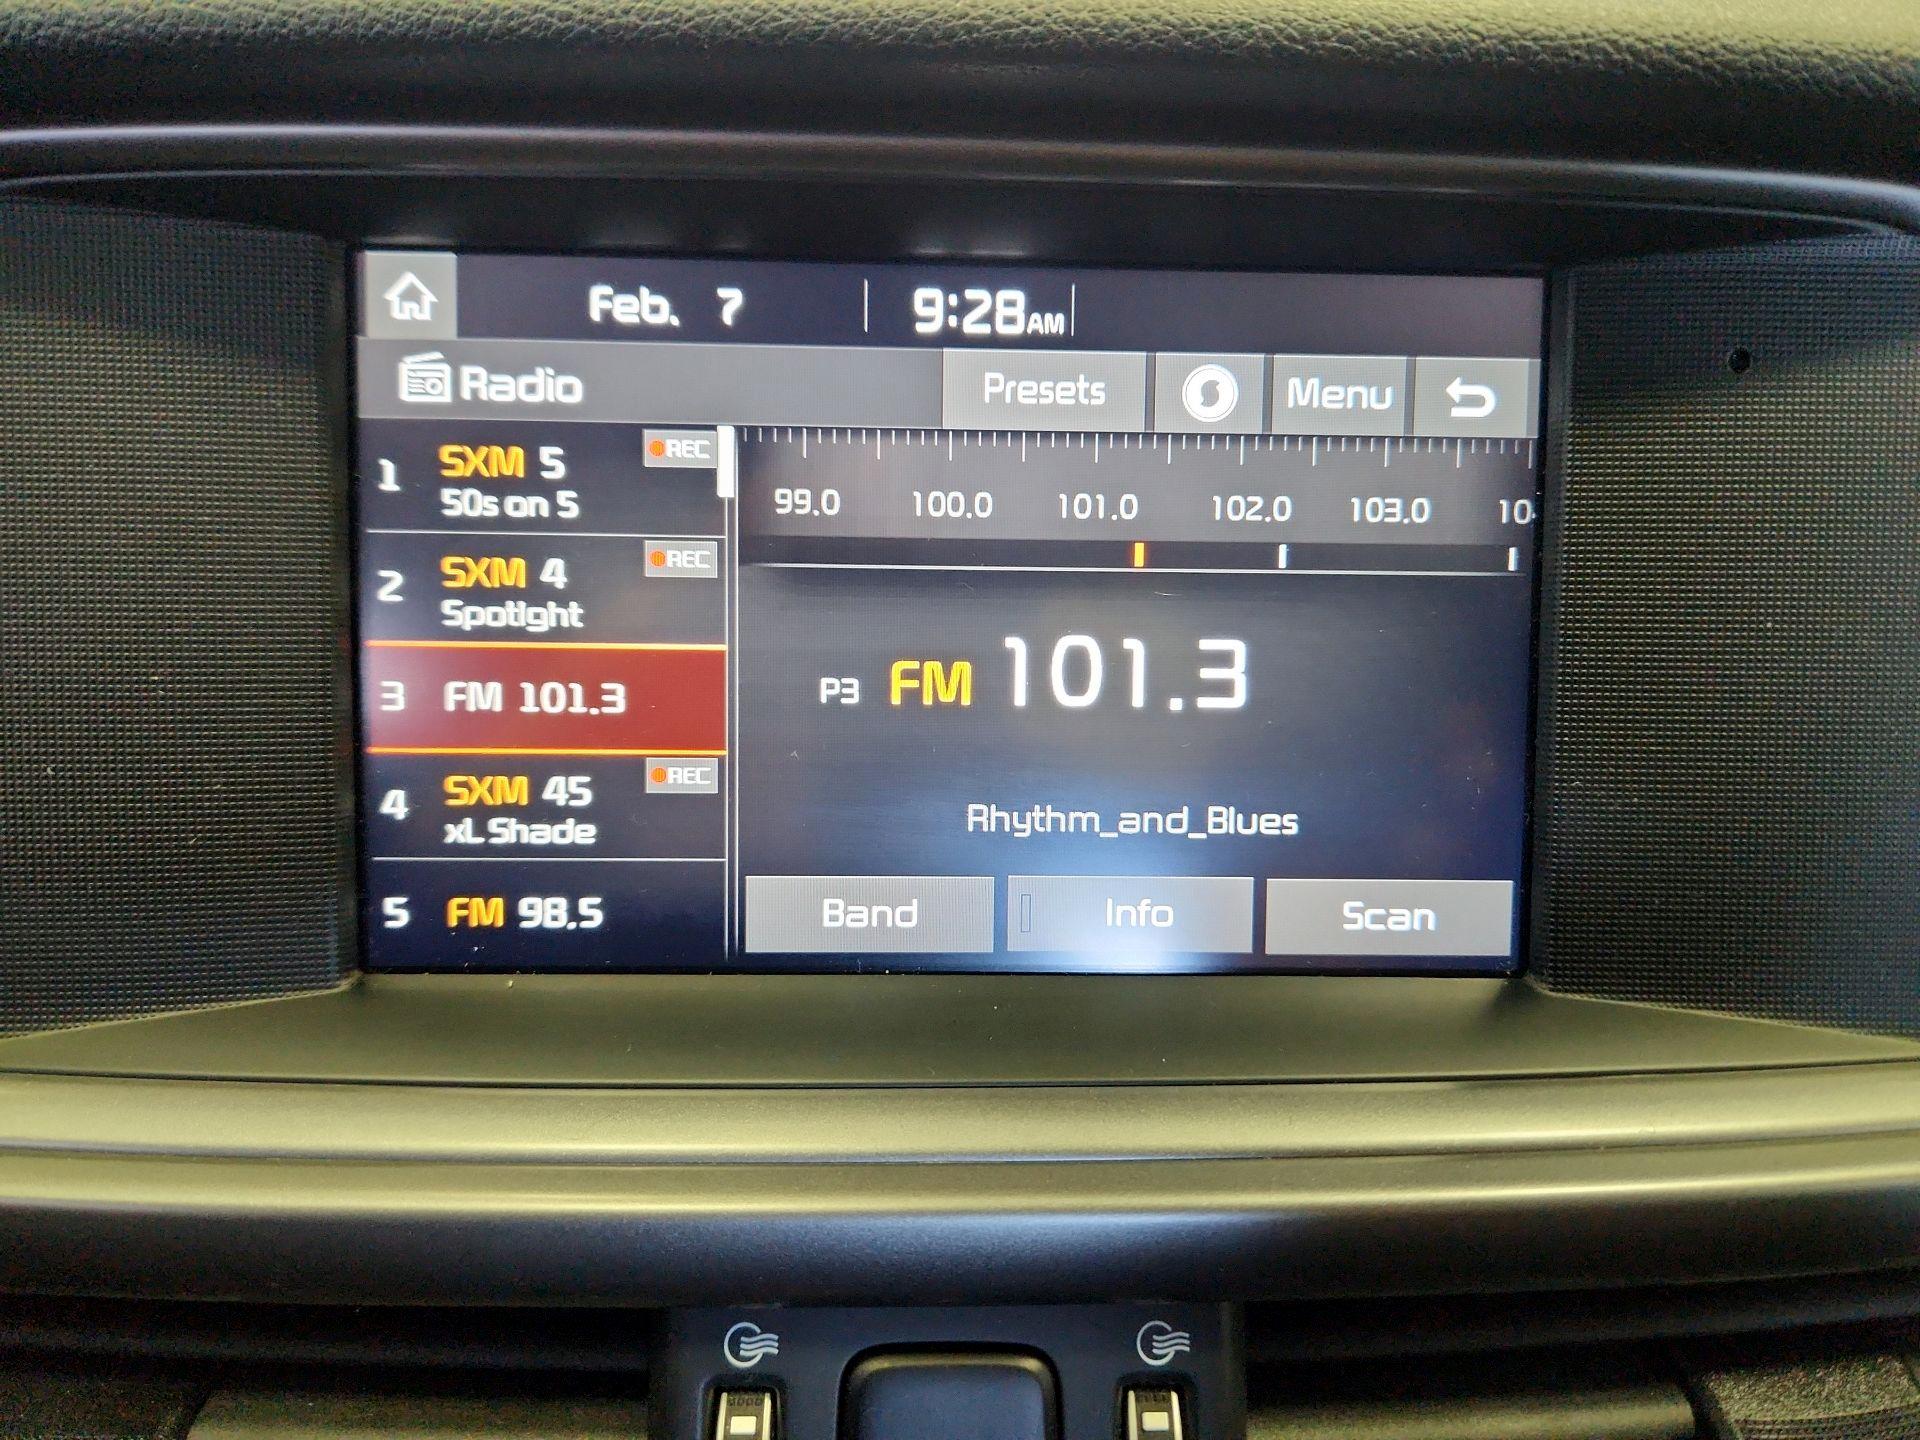 Feb. 7 9:28AM
Radio
Presets
Menu
1 SXM 5 REC
50s on 5
2 SXM 4 REC
Spotlght
3 FM 101.3
4 SXM 45 REC
xL Shade
5 FM 98.5
99.0 100.0 101.0 102.0 103.0 10
P3 FM 101.3
Rhythm_and_Blues
Band Info Scan